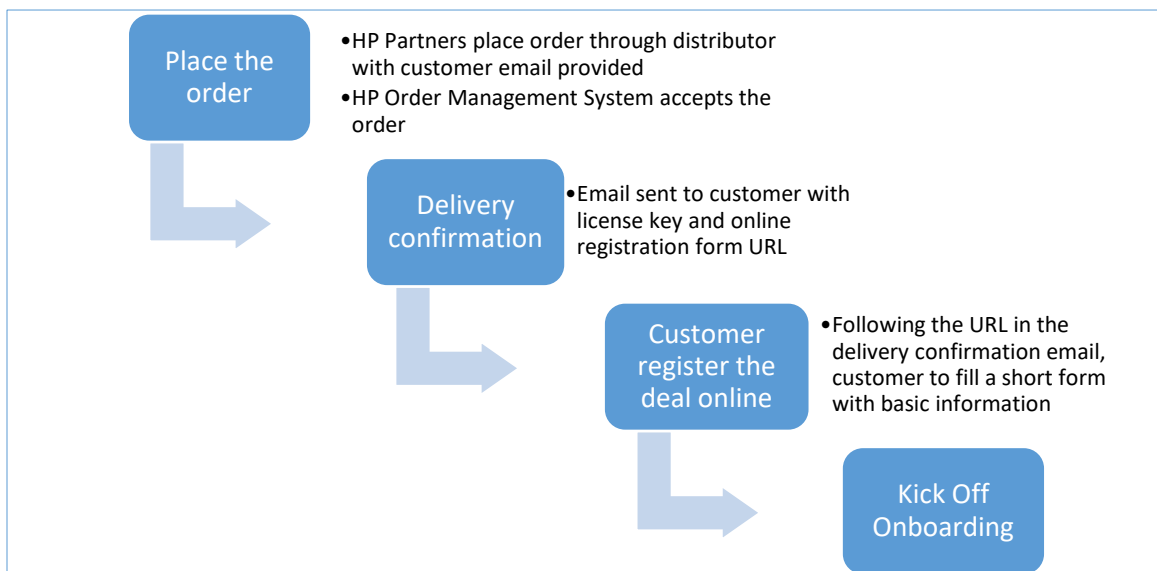 Place the
order
•HP Partners place order through distributor
with customer email provided
•HP Order Management System accepts the
order
Delivery
confirmation
•Email sent to customer with
license key and online
registration form URL
Customer
register the
deal online
•Following the URL in the
delivery confirmation email,
customer to fill a short form
with basic information
Kick Off
Onboarding